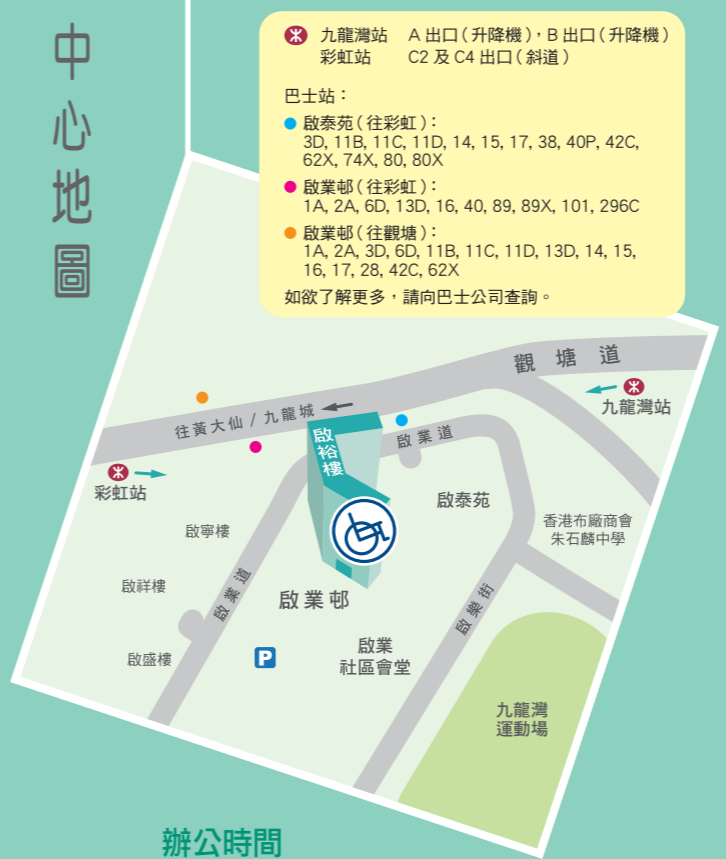 中心地圖
九龍灣站 A 出口(升降機),B 出口(升降機)
彩虹站 C2 及 C4 出口(斜道)
巴士站:
啟泰苑(往彩虹):
3D, 11B, 11C, 11D, 14, 15, 17, 38, 40P, 42C,
62X, 74X, 80, 80X
啟業邨(往彩虹):
1A, 2A, 6D, 13D, 16, 40, 89, 89X, 101, 296C
啟業邨(往觀塘):
1A, 2A, 3D, 6D, 11B, 11C, 11D, 13D, 14, 15,
16, 17, 28, 42C, 62X
如欲了解更多,請向巴士公司查詢。
觀塘道
九龍灣站
往黃大仙 / 九龍城
啟裕樓
啟業道
彩虹站
啟泰苑
啟寧樓
香港布廠商會
朱石麟中學
啟祥樓
啟業道
啟業邨
啟樂街
啟盛樓
P
啟業
社區會堂
九龍灣
運動場
辦公時間